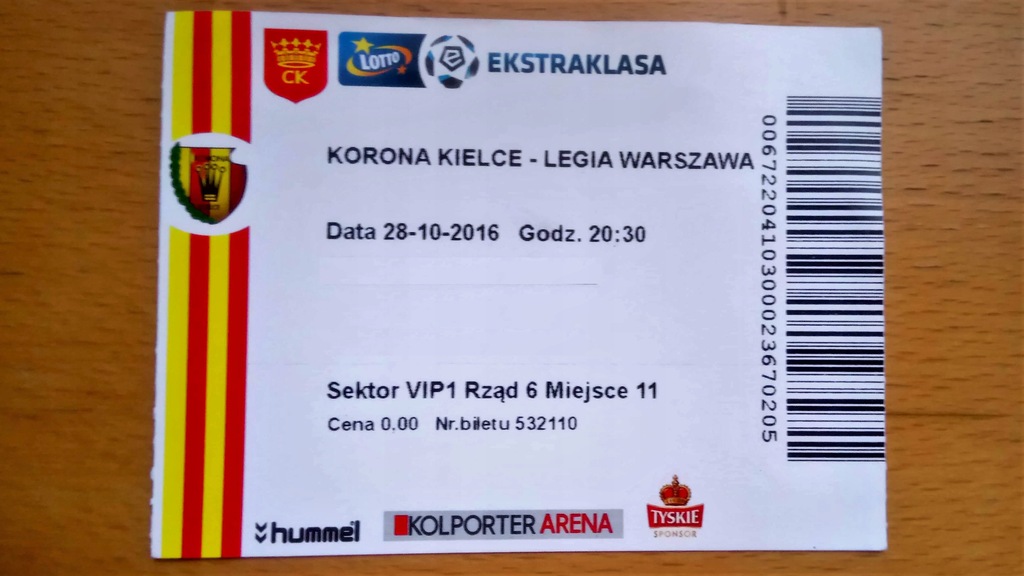 CK
LOTTO
EKSTRAKLASA
KORONA KIELCE - LEGIA WARSZAWA
Data 28-10-2016 Godz. 20:30
Sektor VIP1 Rząd 6 Miejsce 11
Cena 0.00 Nr.biletu 532110
00672204103000023670205
hummel
KOLPORTER ARENA
TYSKIE
SPONSOR